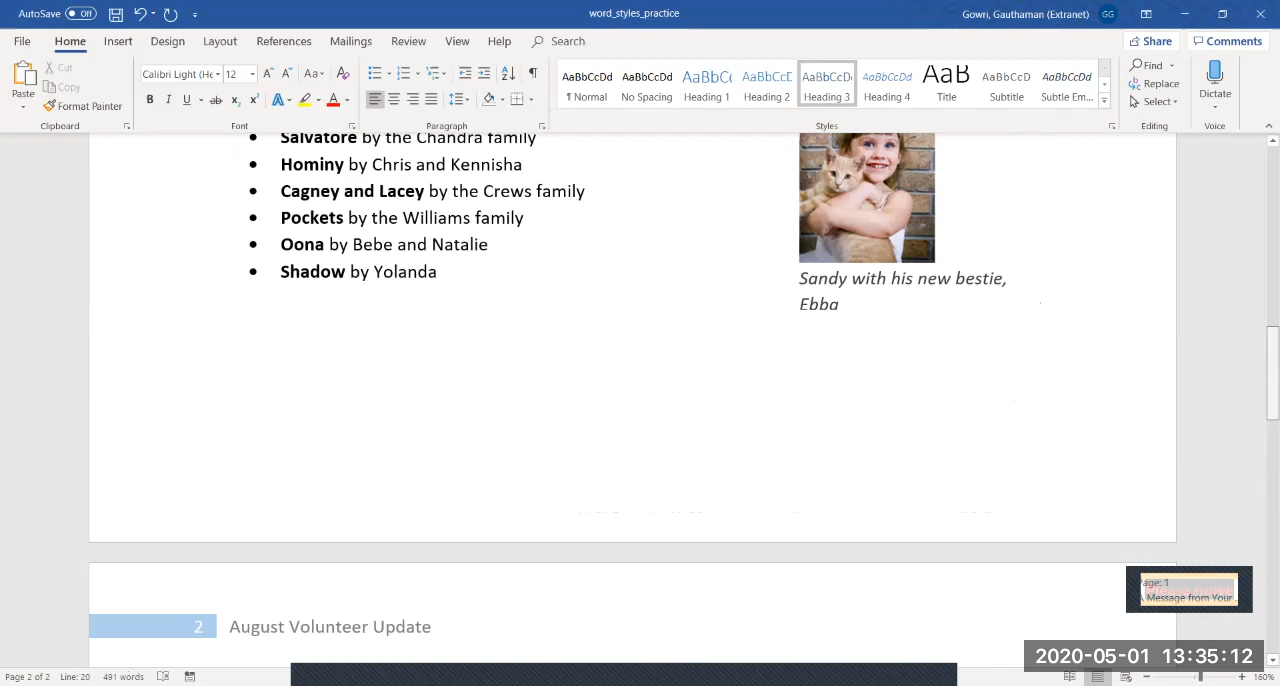 AutoSave Off
word_styles_practice
Gowri, Gauthaman (Extranet) GG
File Home Insert Draw Design Layout References Mailings Review View Help Search
Share Comments
Paste
Cut
Copy
Format Painter
Calibri Light (He 12
AaBbCcDd AaBbCcDd AaBbCc AaBbCcE AaBbCcDd AaBbCcDd AaB AaBbCcD AaBbCcDd
¶ Normal No Spacing Heading 1 Heading 2 Heading 3 Heading 4 Title Subtitle Subtle Em...
Find
Replace
Select
Dictate
Clipboard Font Paragraph Styles Editing Voice
• Salvatore by the Chandra family
• Hominy by Chris and Kennisha
• Cagney and Lacey by the Crews family
• Pockets by the Williams family
• Oona by Bebe and Natalie
• Shadow by Yolanda
Sandy with his new bestie,
Ebba
Page: 1
A Message from Your
2 August Volunteer Update
2020-05-01 13:35:12
Page 2 of 2 Line: 20 491 words
160%